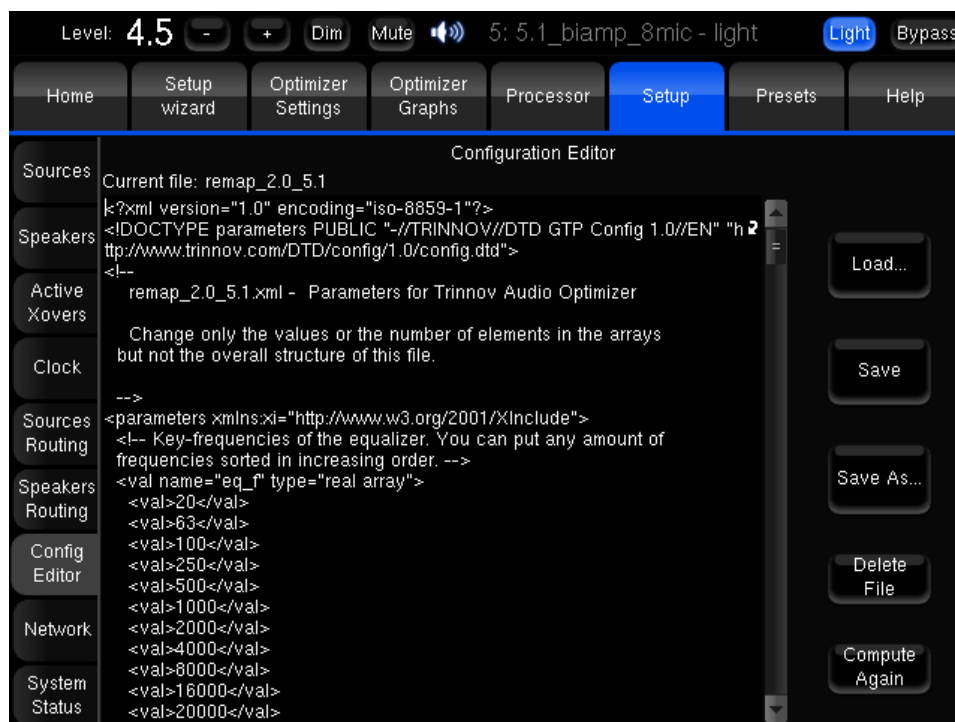 Level: 4.5 - + Dim Mute 5: 5.1_biamp_8mic - light Light Bypass
Home
Setup
wizard
Optimizer
Settings
Optimizer
Graphs
Processor
Setup
Presets
Help
Sources
Speakers
Active
Xovers
Clock
Sources
Routing
Speakers
Routing
Config
Editor
Network
System
Status
Configuration Editor
Current file: remap_2.0_5.1
<?xml version="1.0" encoding="iso-8859-1"?>
<!DOCTYPE parameters PUBLIC "-//TRINNOV//DTD GTP Config 1.0//EN" "h
ttp://www.trinnov.com/DTD/config/1.0/config.dtd">
<!--
remap_2.0_5.1.xml - Parameters for Trinnov Audio Optimizer
Change only the values or the number of elements in the arrays
but not the overall structure of this file.
-->
<parameters xmlns:xi="http://www.w3.org/2001/XInclude">
<!-- Key-frequencies of the equalizer. You can put any amount of
frequencies sorted in increasing order. -->
<val name="eq_f" type="real array">
<val>20</val>
<val>63</val>
<val>100</val>
<val>250</val>
<val>500</val>
<val>1000</val>
<val>2000</val>
<val>4000</val>
<val>8000</val>
<val>16000</val>
<val>20000</val>
Load...
Save
Save As...
Delete
File
Compute
Again